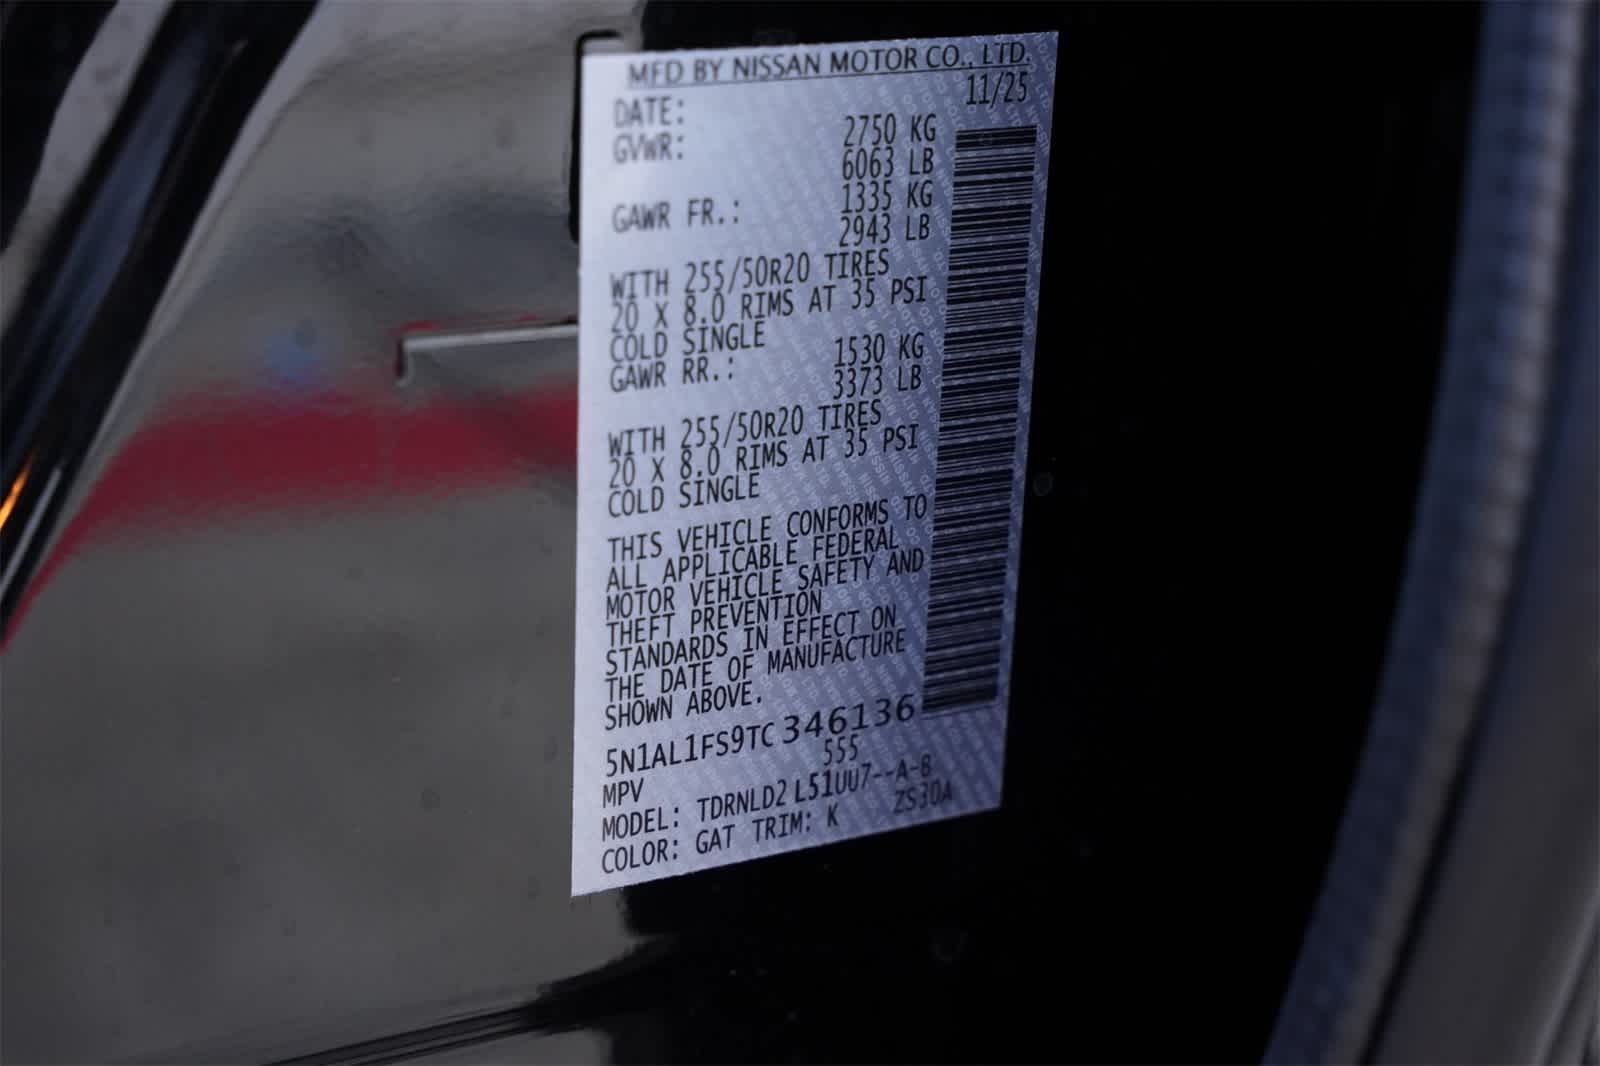 MFD BY NISSAN MOTOR CO., LTD.
DATE: 11/25
GVWR: 2750 KG
6063 LB
GAWR FR.: 1335 KG
2943 LB
WITH 255/50R20 TIRES
20 X 8.0 RIMS AT 35 PSI
COLD SINGLE
GAWR RR.: 1530 KG
3373 LB
WITH 255/50R20 TIRES
20 X 8.0 RIMS AT 35 PSI
COLD SINGLE
THIS VEHICLE CONFORMS TO
ALL APPLICABLE FEDERAL
MOTOR VEHICLE SAFETY AND
THEFT PREVENTION
STANDARDS IN EFFECT ON
THE DATE OF MANUFACTURE
SHOWN ABOVE.
5N1AL1FS9TC346136
MPV 555
MODEL: TDRNLD2 L51UU7--A-B
COLOR: GAT TRIM: K ZS30A